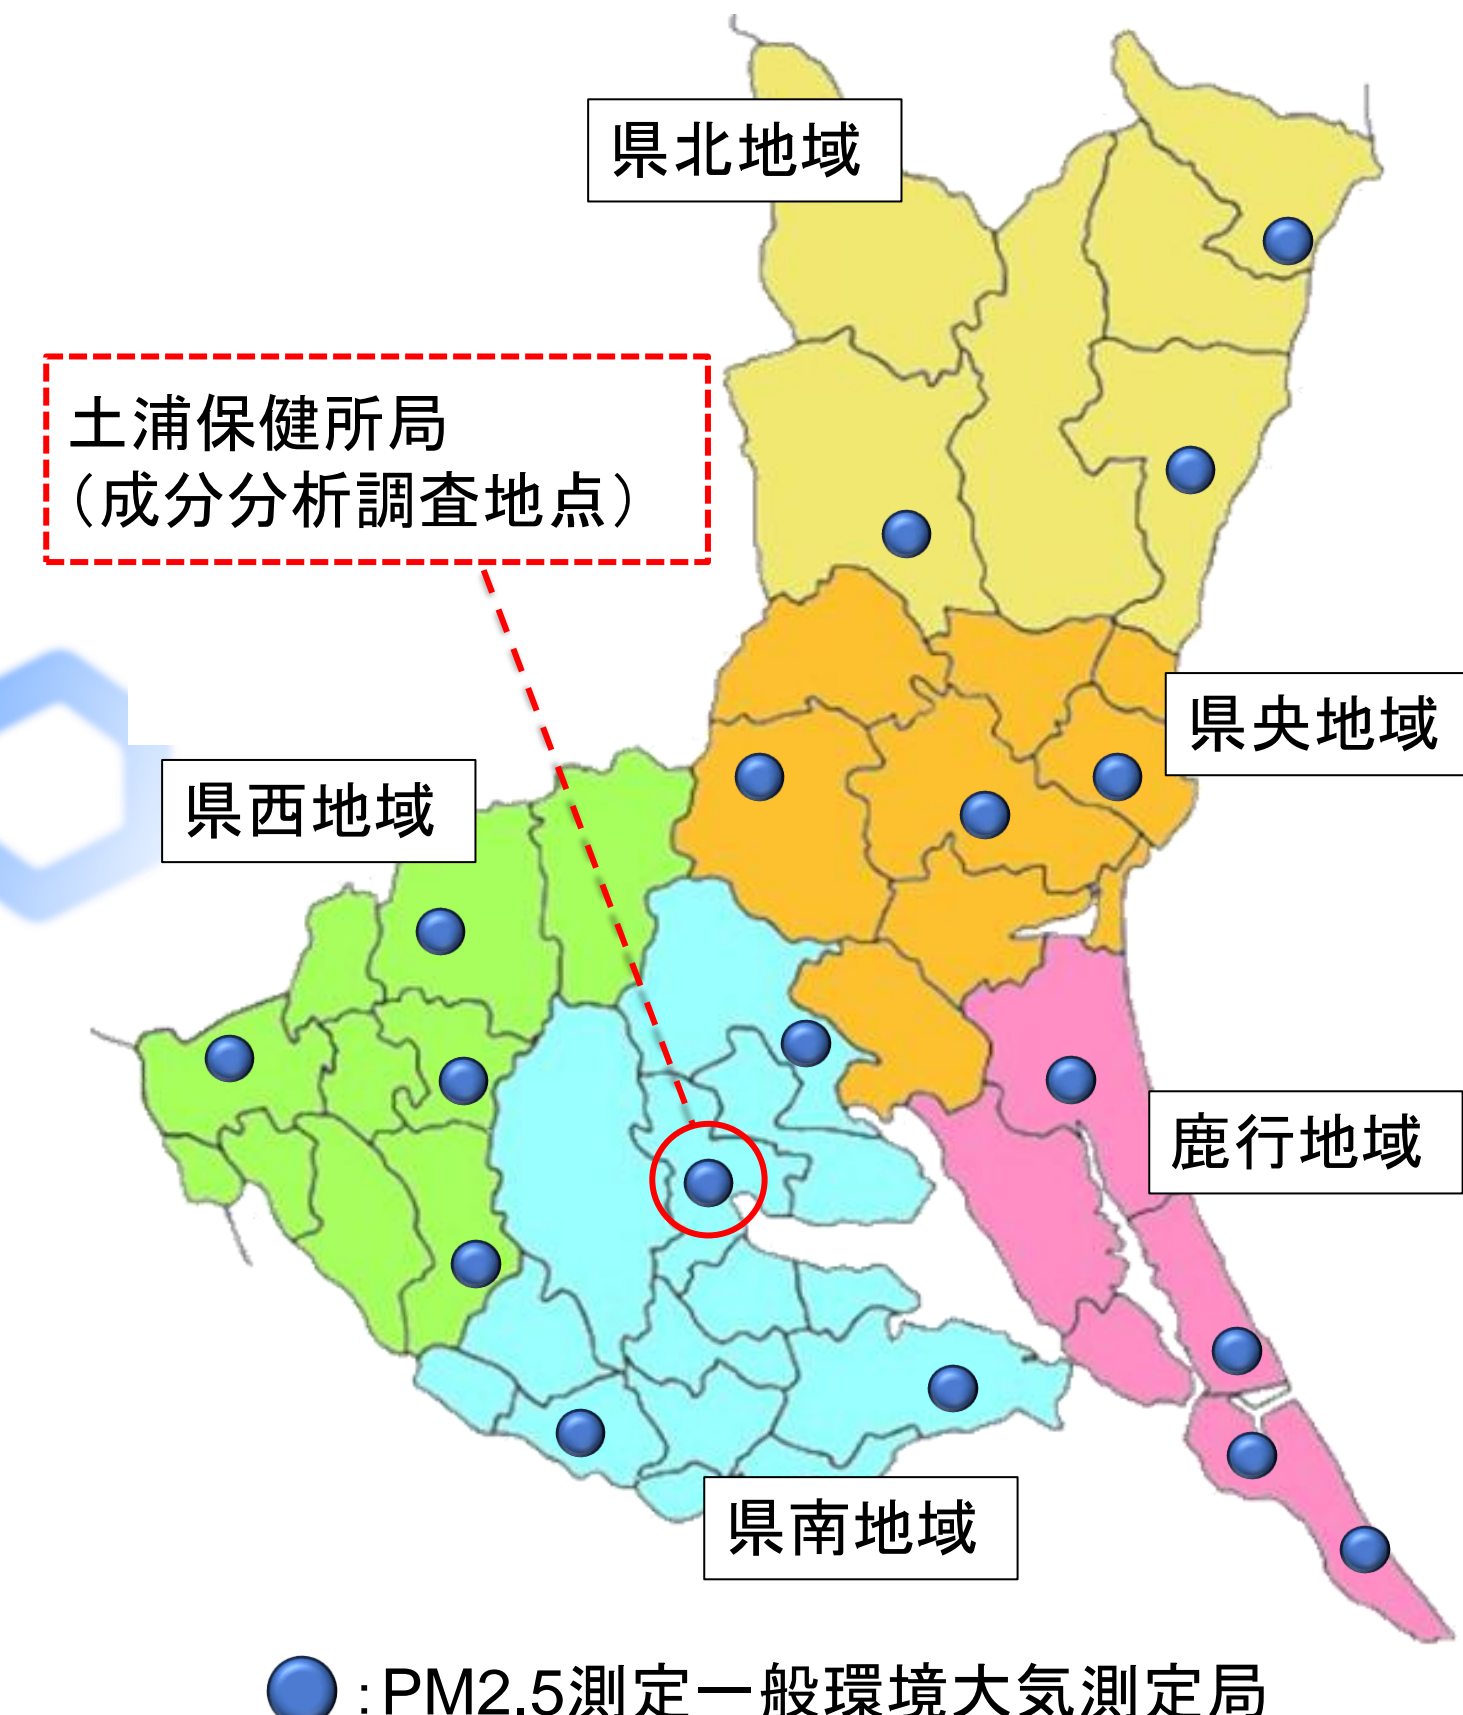 県北地域
土浦保健所局
（成分分析調査地点）
県央地域
県西地域
鹿行地域
県南地域
：PM2.5測定一般環境大気測定局